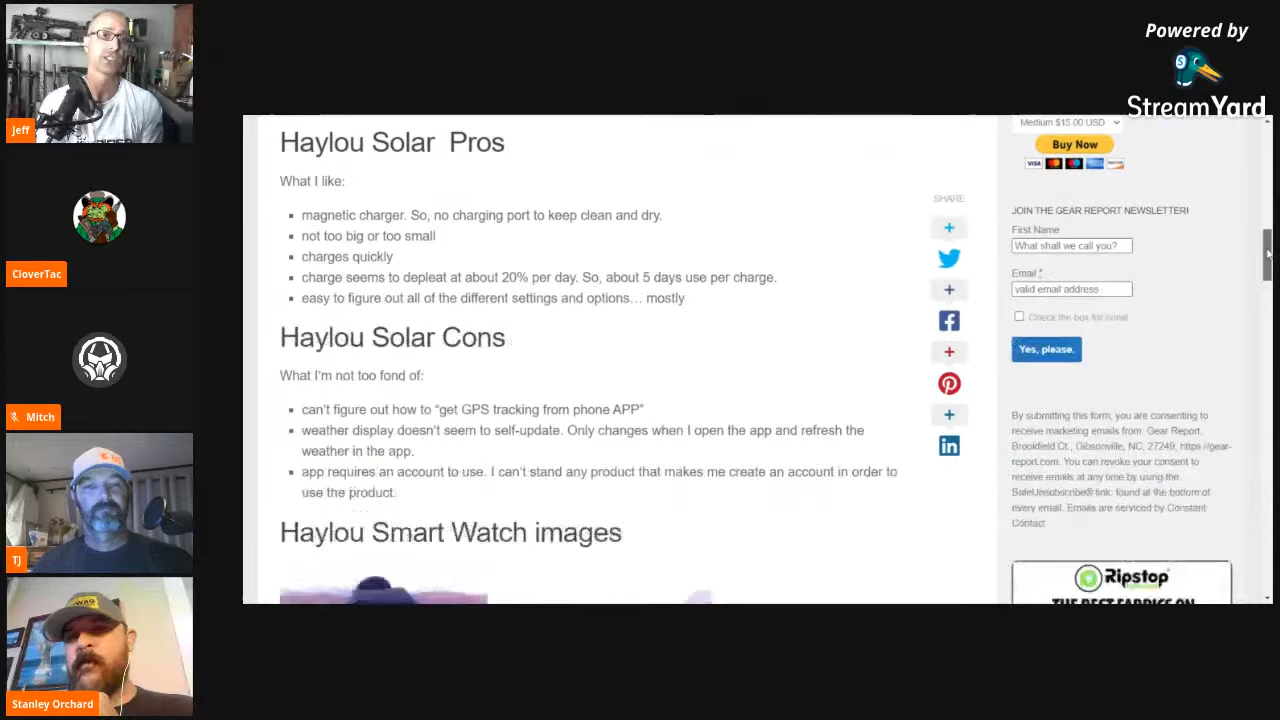 Powered by
StreamYard
Jeff
CloverTac
Mitch
TJ
Stanley Orchard
Haylou Solar  Pros
What I like:
magnetic charger. So, no charging port to keep clean and dry.
not too big or too small
charges quickly
charge seems to depleat at about 20% per day. So, about 5 days use per charge.
easy to figure out all of the different settings and options… mostly
Haylou Solar Cons
What I'm not too fond of:
can't figure out how to “get GPS tracking from phone APP”
weather display doesn't seem to self-update. Only changes when I open the app and refresh the
weather in the app.
app requires an account to use. I can't stand any product that makes me create an account in order to
use the product.
Haylou Smart Watch images
SHARE
Medium $15.00 USD
Buy Now
VISA
JOIN THE GEAR REPORT NEWSLETTER!
First Name
What shall we call you?
Email *
valid email address
Check the box for
Yes, please.
By submitting this form, you are consenting to
receive marketing emails from: Gear Report,
Brookfield Ct., Gibsonville, NC, 27249, https://gear-
report.com. You can revoke your consent to
receive emails at any time by using the
SafeUnsubscribe® link, found at the bottom of
every email. Emails are serviced by Constant
Contact
Ripstop
THE BEST FABRICS ON